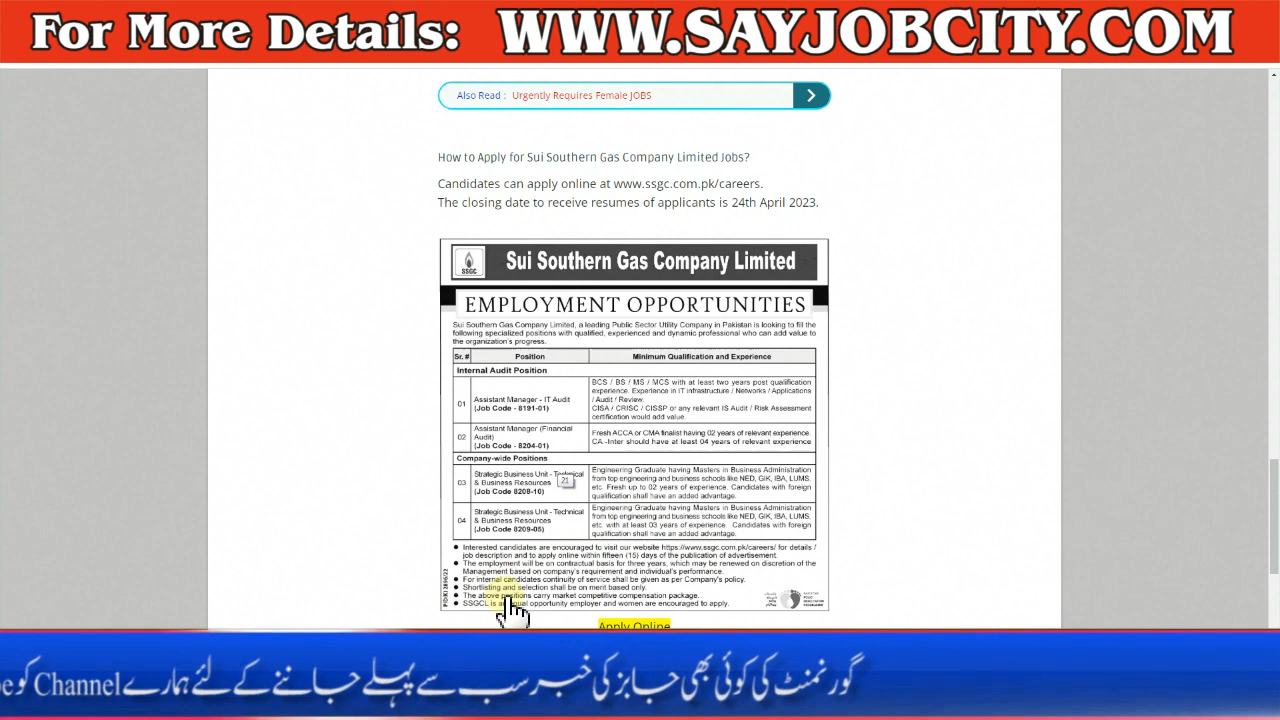 For More Details: WWW.SAYJOBCITY.COM
Also Read : Urgently Requires Female JOBS
How to Apply for Sui Southern Gas Company Limited Jobs?
Candidates can apply online at www.ssgc.com.pk/careers.
The closing date to receive resumes of applicants is 24th April 2023.
SSGC
Sui Southern Gas Company Limited
EMPLOYMENT OPPORTUNITIES
Sui Southern Gas Company Limited, a leading Public Sector Utility Company in Pakistan is looking to fill the
following specialized positions with qualified, experienced and dynamic professional who can add value to
the organization's progress.
Sr. # Position Minimum Qualification and Experience
Internal Audit Position
01 Assistant Manager - IT Audit
(Job Code - 8191-01)
BCS / BS / MS / MCS with at least two years post qualification
experience. Experience in IT infrastructure / Networks / Applications
/ Audit / Review.
CISA / CRISC / CISSP or any relevant IS Audit / Risk Assessment
certification would add value.
02 Assistant Manager (Financial
Audit)
(Job Code - 8204-01)
Fresh ACCA or CMA finalist having 02 years of relevant experience.
CA -Inter should have at least 04 years of relevant experience
Company-wide Positions
03 Strategic Business Unit - Technical
& Business Resources
(Job Code 8208-10)
21
Engineering Graduate having Masters in Business Administration
from top engineering and business schools like NED, GIK, IBA, LUMS,
etc. Fresh up to 02 years of experience. Candidates with foreign
qualification shall have an added advantage.
04 Strategic Business Unit - Technical
& Business Resources
(Job Code 8209-05)
Engineering Graduate having Masters in Business Administration
from top engineering and business schools like NED, GIK, IBA, LUMS,
etc. with at least 03 years of experience. Candidates with foreign
qualification shall have an added advantage.
● Interested candidates are encouraged to visit our website https://www.ssgc.com.pk/careers/ for details /
job description and to apply online within fifteen (15) days of the publication of advertisement.
● The employment will be on contractual basis for three years, which may be renewed on discretion of the
Management based on company's requirement and individual's performance.
● For internal candidates continuity of service shall be given as per Company's policy.
● Shortlisting and selection shall be on merit based only.
● The above positions carry market competitive compensation package.
● SSGCL is an equal opportunity employer and women are encouraged to apply.
Apply Online
گورنمنٹ کی کوئی بھی جابز کی خبر سب سے پہلے جاننے کے لئے ہمارے Channel کو be